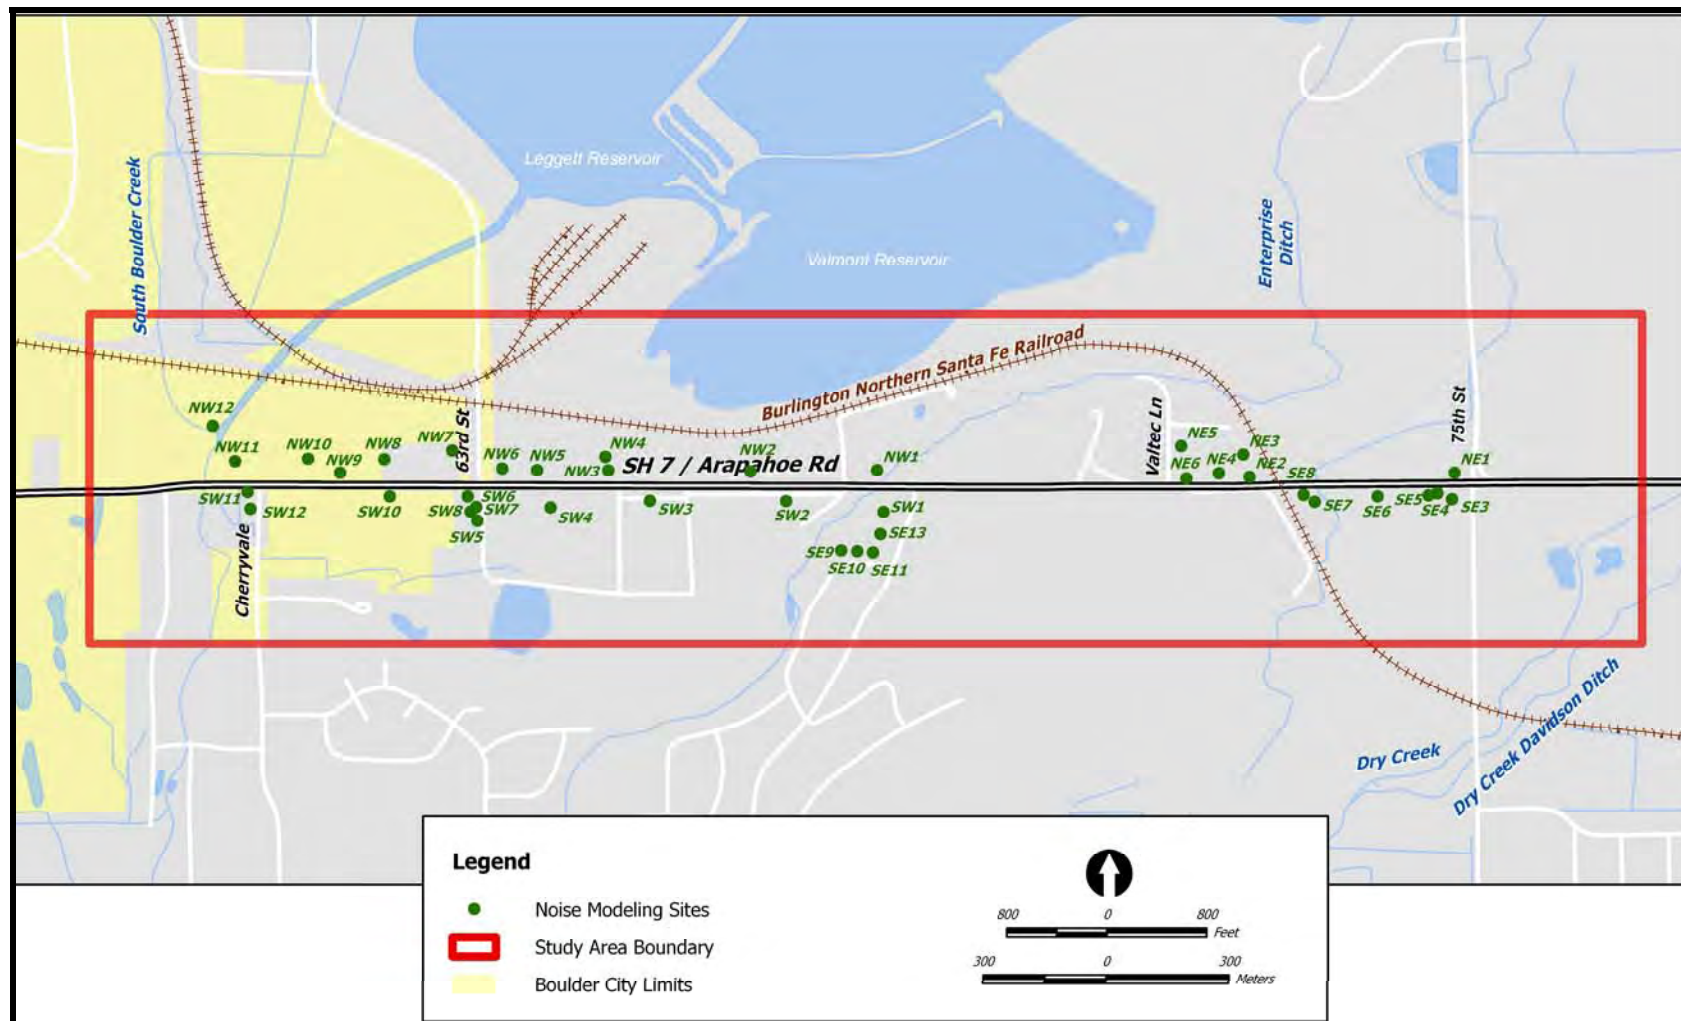 Leggett Reservoir
South Boulder Creek
Enterprise
Ditch
Valmont Reservoir
Burlington Northern Santa Fe Railroad
NW12
NW11
NW10
NW9
NW8
NW7
63rd St
NW6
NW5
NW4
NW3
SH 7 / Arapahoe Rd
NW2
NW1
Valtec Ln
NE5
NE6
NE4
NE3
NE2
75th St
NE1
SW11
SW12
SW10
SW8
SW6
SW7
SW5
SW4
SW3
SW2
SW1
SE13
SE9
SE10
SE11
SE8
SE7
SE6
SE5
SE4
SE3
Cherryvale
Dry Creek
Dry Creek Davidson Ditch
Legend
Noise Modeling Sites
Study Area Boundary
Boulder City Limits
800 0 800
Feet
300 0 300
Meters